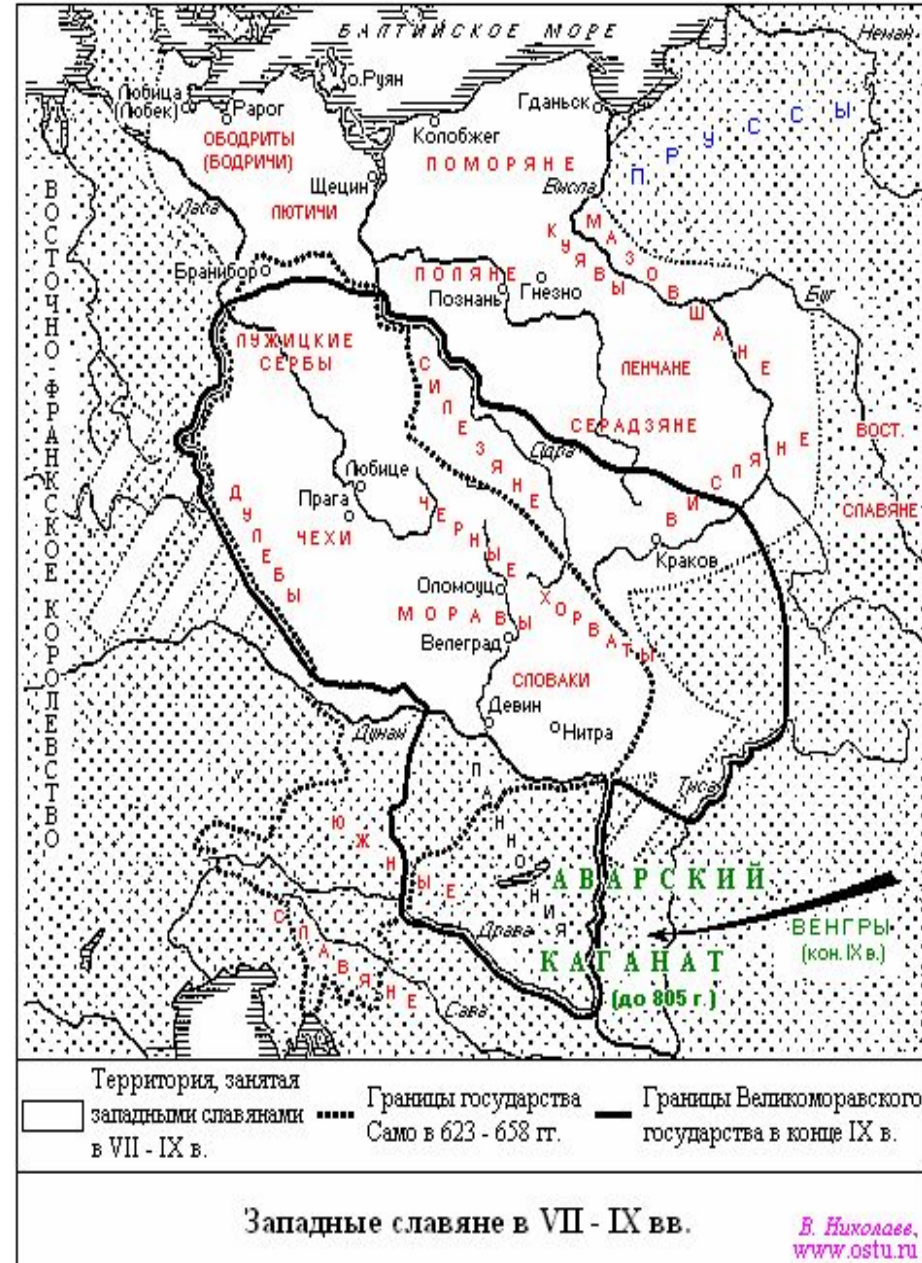 БАЛТИЙСКОЕ МОРЕ
Неман
о.Руян
Любица
(Любек)
Рарог
Гданьск
Колобжег
ОБОДРИТЫ
(БОДРИЧИ)
ПОМОРЯНЕ
ПРУССЫ
Щецин
Висла
Лаба
ЛЮТИЧИ
КУЯВЫ
МАЗОВШАНЕ
Бранибор
ПОЛЯНЕ
Гнезно
Познань
Буг
ВОСТОЧНО-ФРАНКСКОЕ КОРОЛЕВСТВО
ЛУЖИЦКИЕ
СЕРБЫ
СИЛЕЗЯНЕ
ЛЕНЧАНЕ
СЕРАДЗЯНЕ
ВОСТ.
СЛАВЯНЕ
Одра
Любице
Прага
ДУЛЕБЫ
ЧЕХИ
ЧЕРНЫЕ
ХОРВАТЫ
ВИСЛЯНЕ
Краков
Оломоуц
МОРАВЫ
Велеград
СЛОВАКИ
Девин
Нитра
Дунай
Тиса
ПАННОНИЯ
ЮЖНЫЕ
СЛАВЯНЕ
АВАРСКИЙ
КАГАНАТ
(до 805 г.)
ВЕНГРЫ
(кон. IX в.)
Драва
Сава
Территория, занятая
западными славянами
в VII - IX в.
Границы государства
Само в 623 - 658 гг.
Границы Великоморавского
государства в конце IX в.
Западные славяне в VII - IX вв.
В. Николаев,
www.ostu.ru